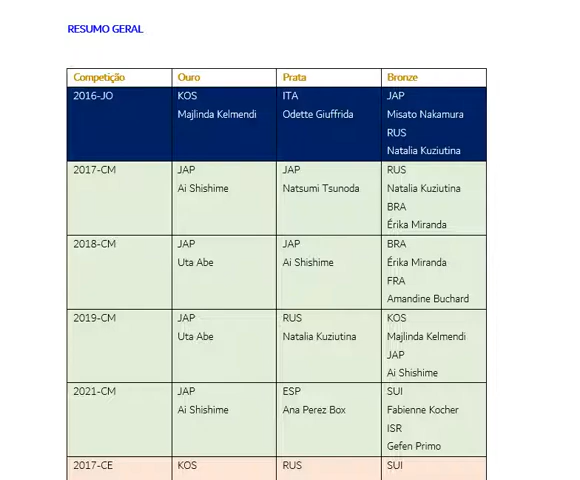 RESUMO GERAL
Competição Ouro Prata Bronze
2016-JO KOS ITA JAP
Majlinda Kelmendi Odette Giuffrida Misato Nakamura
RUS
Natalia Kuziutina
2017-CM JAP JAP RUS
Ai Shishime Natsumi Tsunoda Natalia Kuziutina
BRA
Érika Miranda
2018-CM JAP JAP BRA
Uta Abe Ai Shishime Érika Miranda
FRA
Amandine Buchard
2019-CM JAP RUS KOS
Uta Abe Natalia Kuziutina Majlinda Kelmendi
JAP
Ai Shishime
2021-CM JAP ESP SUI
Ai Shishime Ana Perez Box Fabienne Kocher
ISR
Gefen Primo
2017-CE KOS RUS SUI